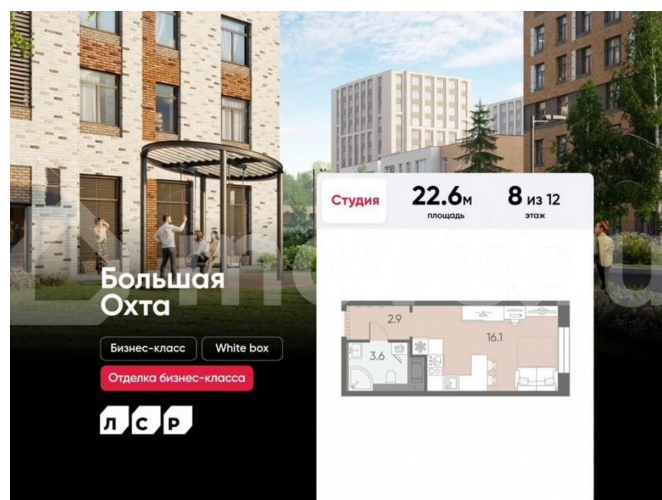 Студия
22.6м
площадь
8 из 12
этаж
Большая
Охта
Бизнес-класс
White box
Отделка бизнес-класса
ЛСР
2.9
16.1
3.6